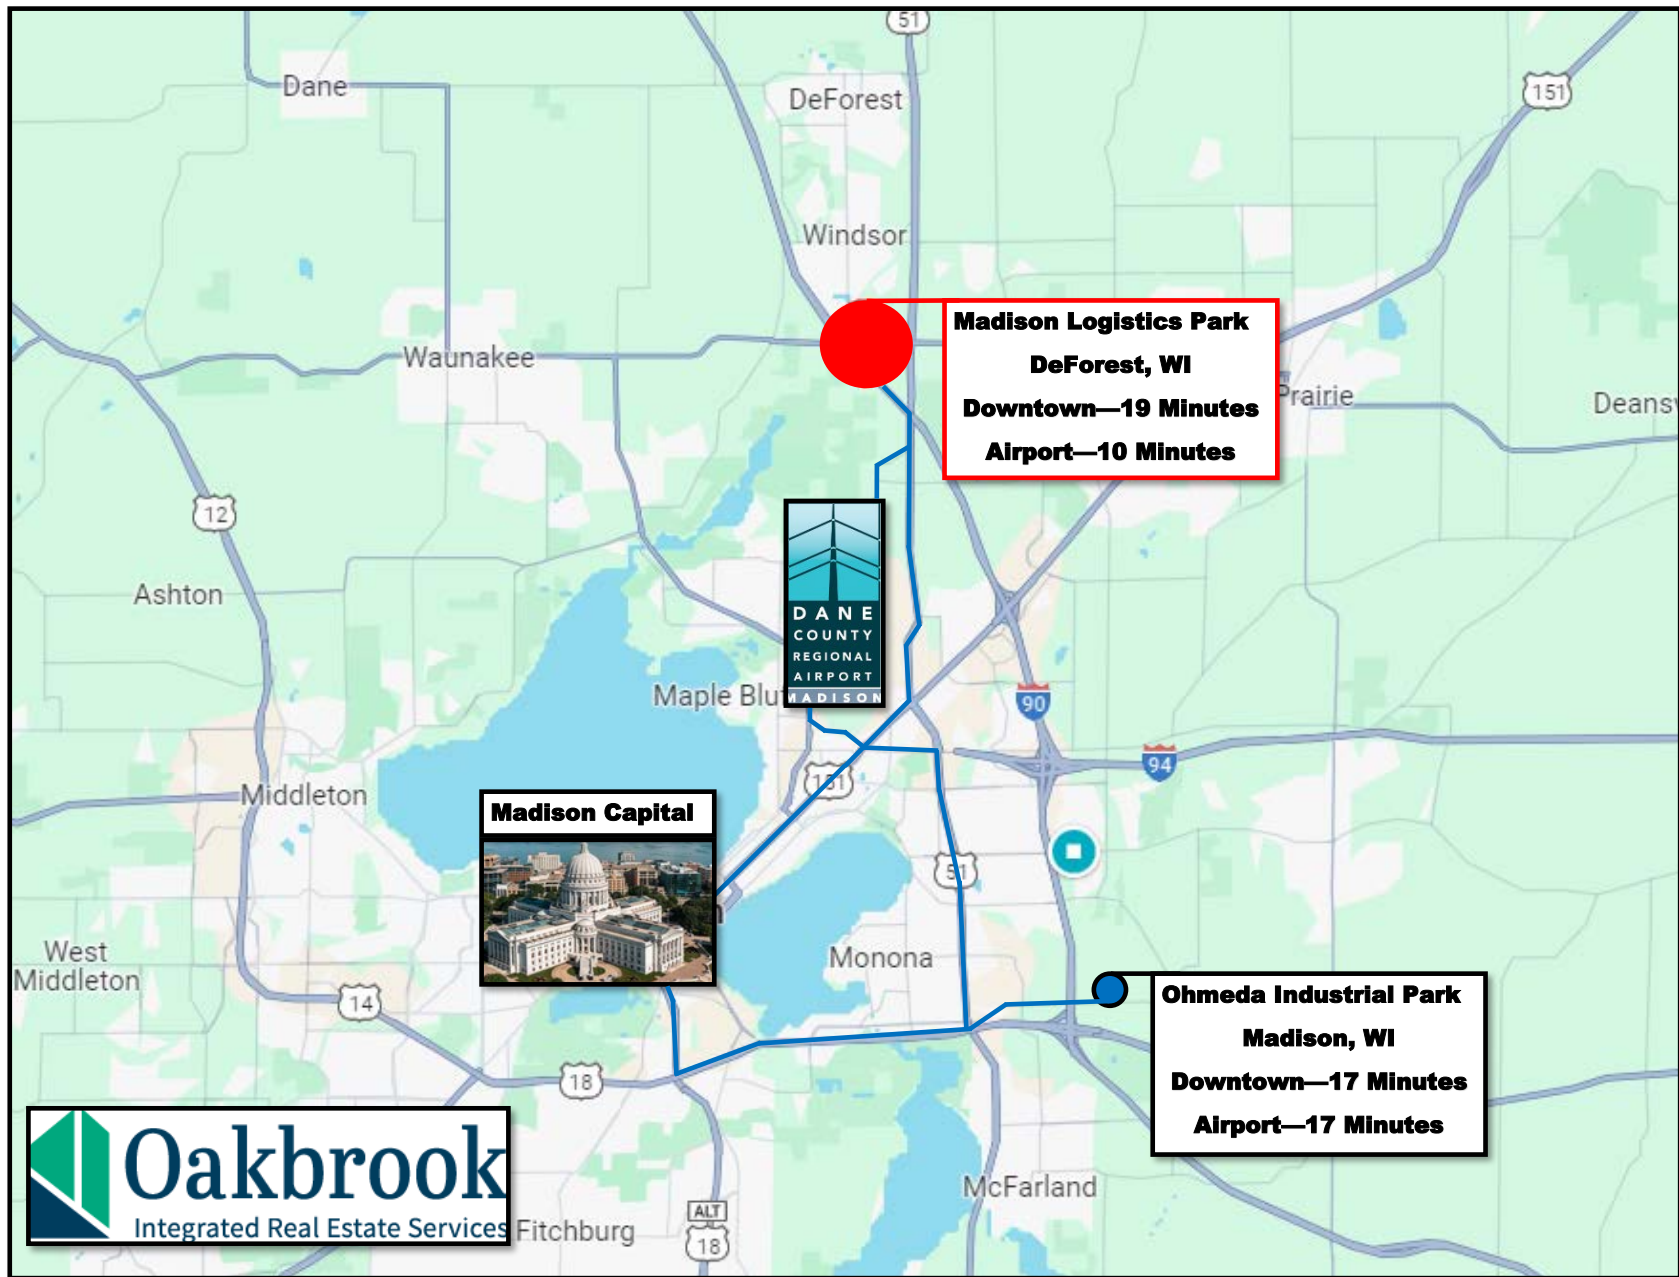 51
Dane
DeForest
151
Windsor
Madison Logistics Park
DeForest, WI
Downtown—19 Minutes
Airport—10 Minutes
Waunakee
Prairie
12
DANE
COUNTY
REGIONAL
AIRPORT
MADISON
Ashton
Maple
90
94
151
Middleton
Madison Capital
51
West
Middleton
Monona
14
Ohmeda Industrial Park
Madison, WI
Downtown—17 Minutes
Airport—17 Minutes
18
Oakbrook
Integrated Real Estate Services
McFarland
Fitchburg
ALT
18